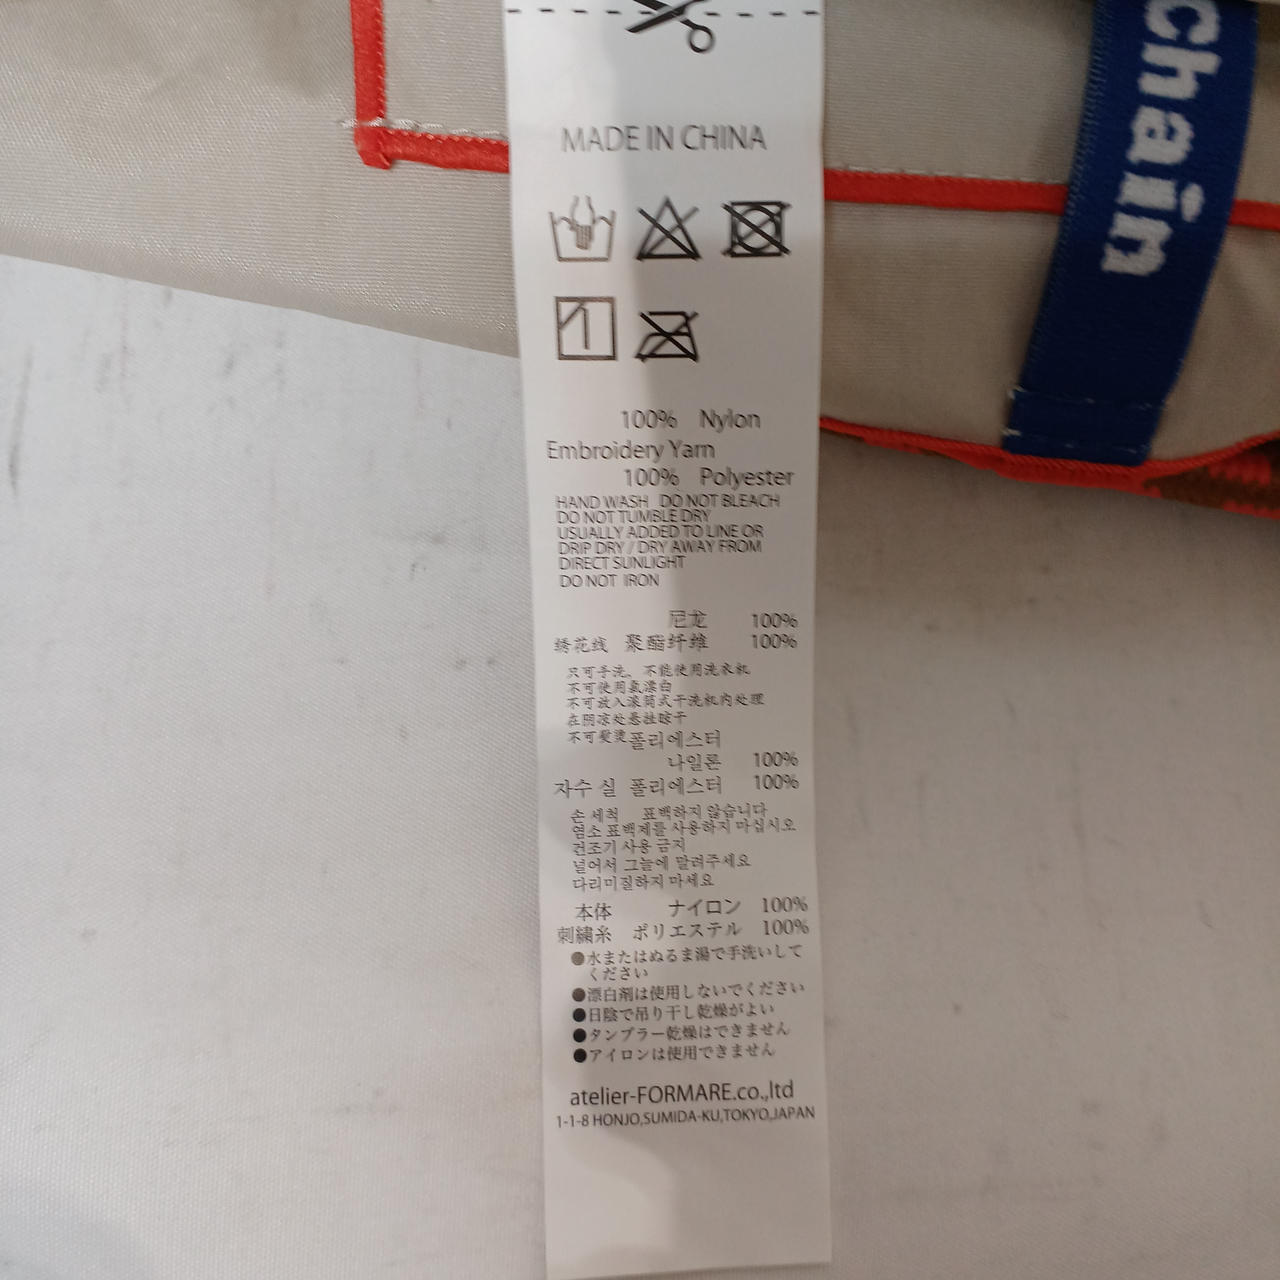 MADE IN CHINA
100% Nylon
Embroidery Yarn
100% Polyester
HAND WASH DO NOT BLEACH
DO NOT TUMBLE DRY
USUALLY ADDED TO LINE OR
DRIP DRY / DRY AWAY FROM
DIRECT SUNLIGHT
DO NOT IRON
尼龙 100%
绣花线 聚酯纤维 100%
只可手洗，不能使用洗衣机
不可使用氯漂白
不可放入滚筒式干洗机内处理
在阴凉处悬挂晾干
不可熨烫폴리에스터
나일론 100%
자수 실 폴리에스터 100%
손 세척 표백하지 않습니다
염소 표백제를 사용하지 마십시오
건조기 사용 금지
널어서 그늘에 말려주세요
다리미질하지 마세요
本体 ナイロン 100%
刺繍糸 ポリエステル 100%
●水またはぬるま湯で手洗いして
ください
●漂白剤は使用しないでください
●日陰で吊り干し乾燥がよい
●タンブラー乾燥はできません
●アイロンは使用できません
atelier-FORMARE.co.,ltd
1-1-8 HONJO,SUMIDA-KU,TOKYO,JAPAN
chain